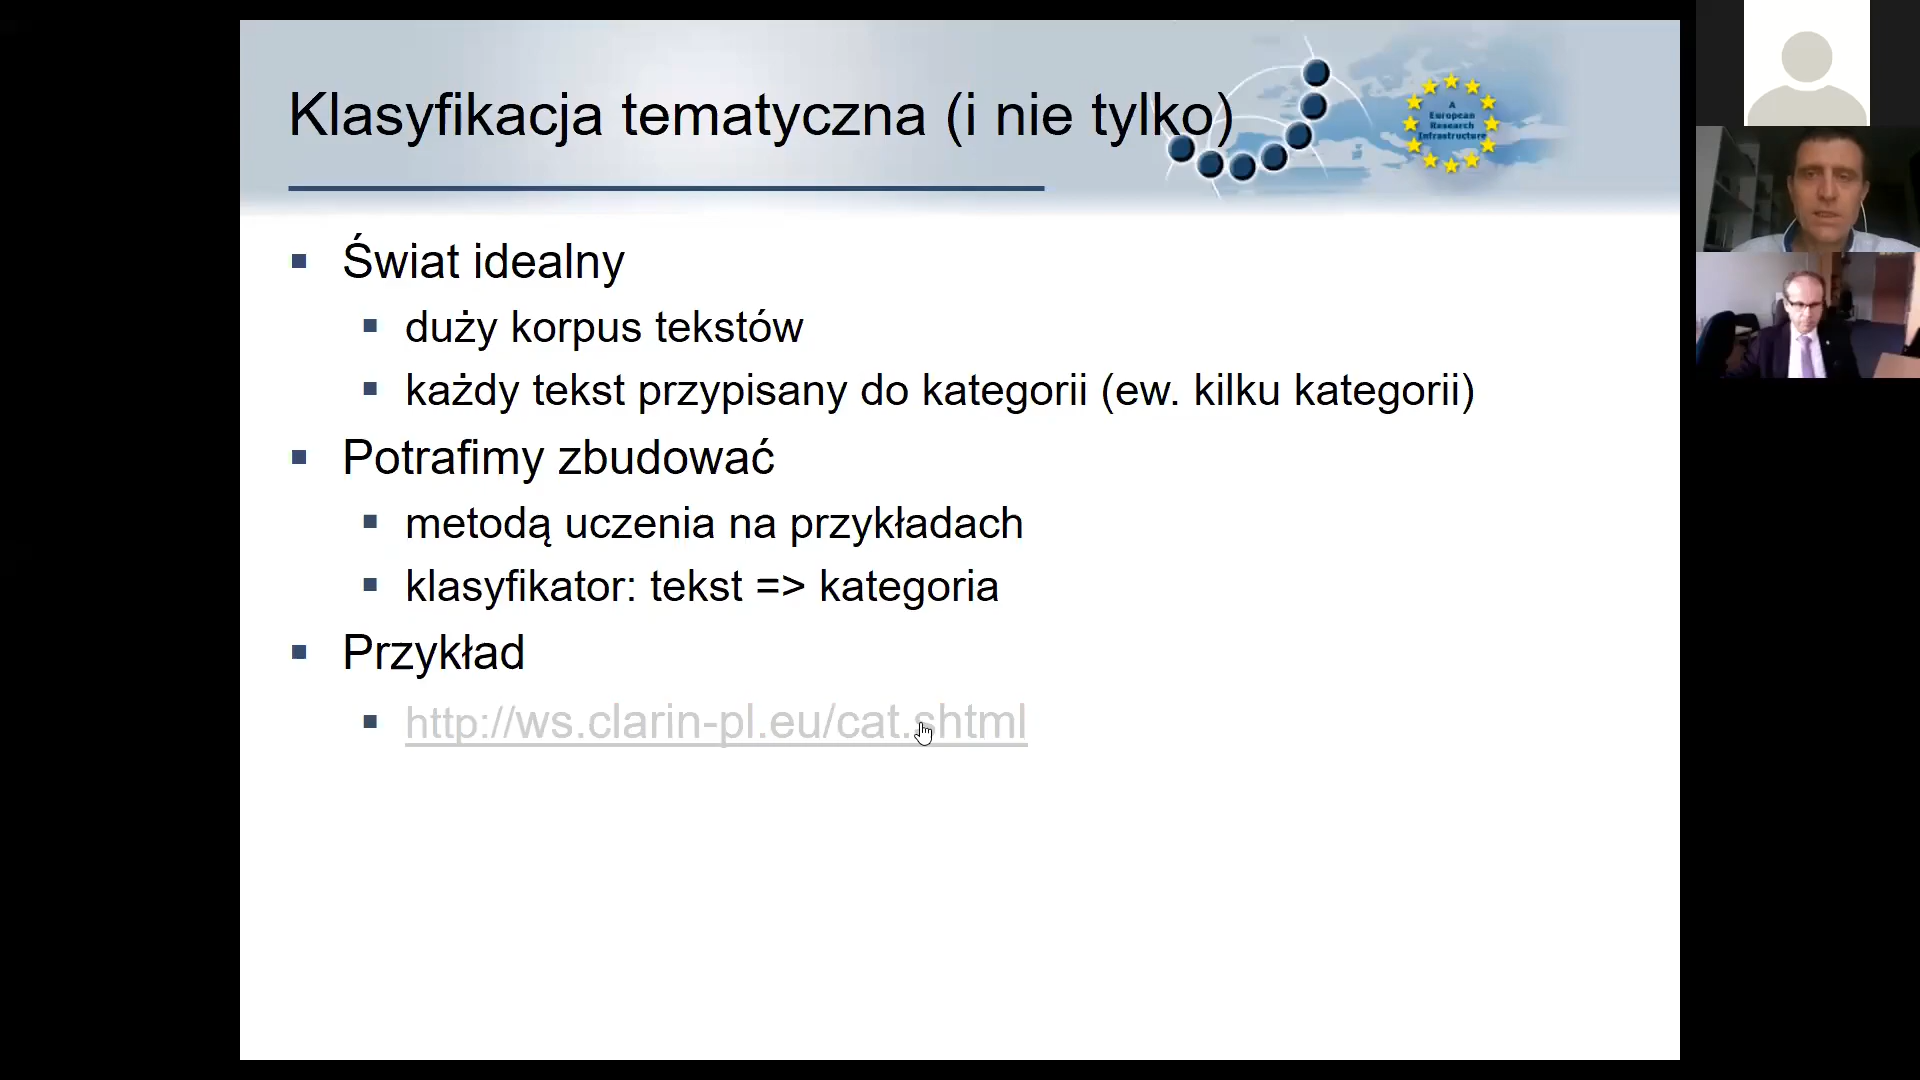 Klasyfikacja tematyczna (i nie tylko)
A
European
Research
Infrastructure
Świat idealny
duży korpus tekstów
każdy tekst przypisany do kategorii (ew. kilku kategorii)
Potrafimy zbudować
metodą uczenia na przykładach
klasyfikator: tekst => kategoria
Przykład
http://ws.clarin-pl.eu/cat.shtml